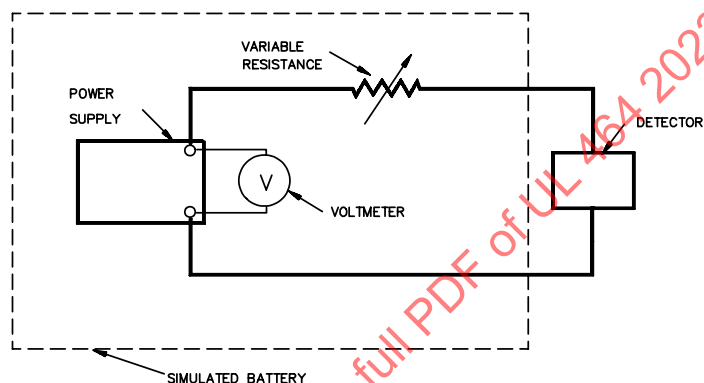 VARIABLE
RESISTANCE
POWER
SUPPLY
DETECTOR
V
VOLTMETER
SIMULATED BATTERY
full PDF of UL 464 202